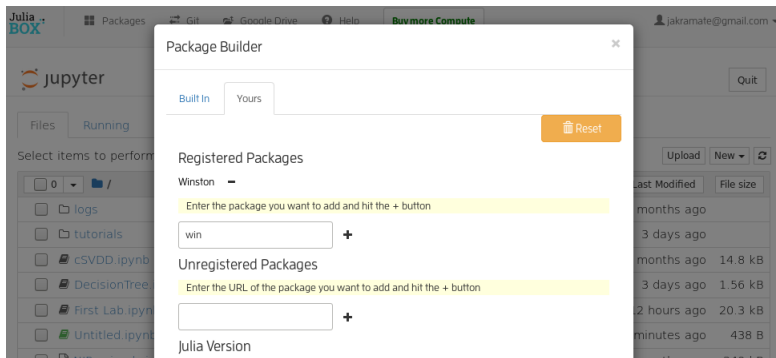 Julia BOX Packages Git Google Drive Help Buy more Compute jakramate@gmail.com
Package Builder ×
jupyter Quit
Built In Yours
Reset
Files Running
Select items to perform Upload New
Registered Packages
Winston
0 / Last Modified File size
Enter the package you want to add and hit the + button
logs months ago
win +
tutorials 3 days ago
Unregistered Packages
cSVDD.ipynb months ago 14.8 kB
Enter the URL of the package you want to add and hit the + button
DecisionTree. 3 days ago 1.56 kB
First Lab.ipyn 2 hours ago 20.3 kB
+
Untitled.ipynb minutes ago 438 B
Julia Version